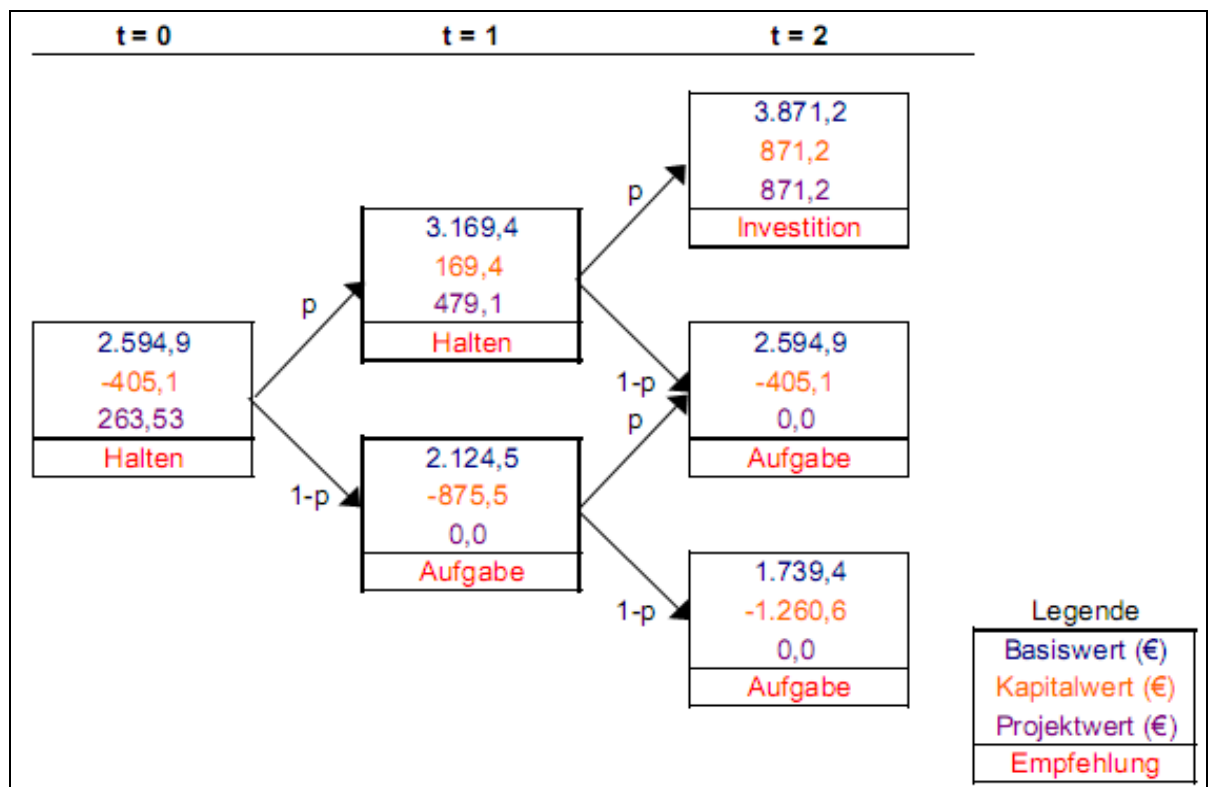 t = 0 t = 1 t = 2
3.871,2
871,2
871,2
Investition
p
3.169,4
169,4
479,1
Halten
p
1-p
2.594,9
-405,1
263,53
Halten
1-p
2.594,9
-405,1
0,0
Aufgabe
p
2.124,5
-875,5
0,0
Aufgabe
1-p
1.739,4
-1.260,6
0,0
Aufgabe
Legende
Basiswert (€)
Kapitalwert (€)
Projektwert (€)
Empfehlung